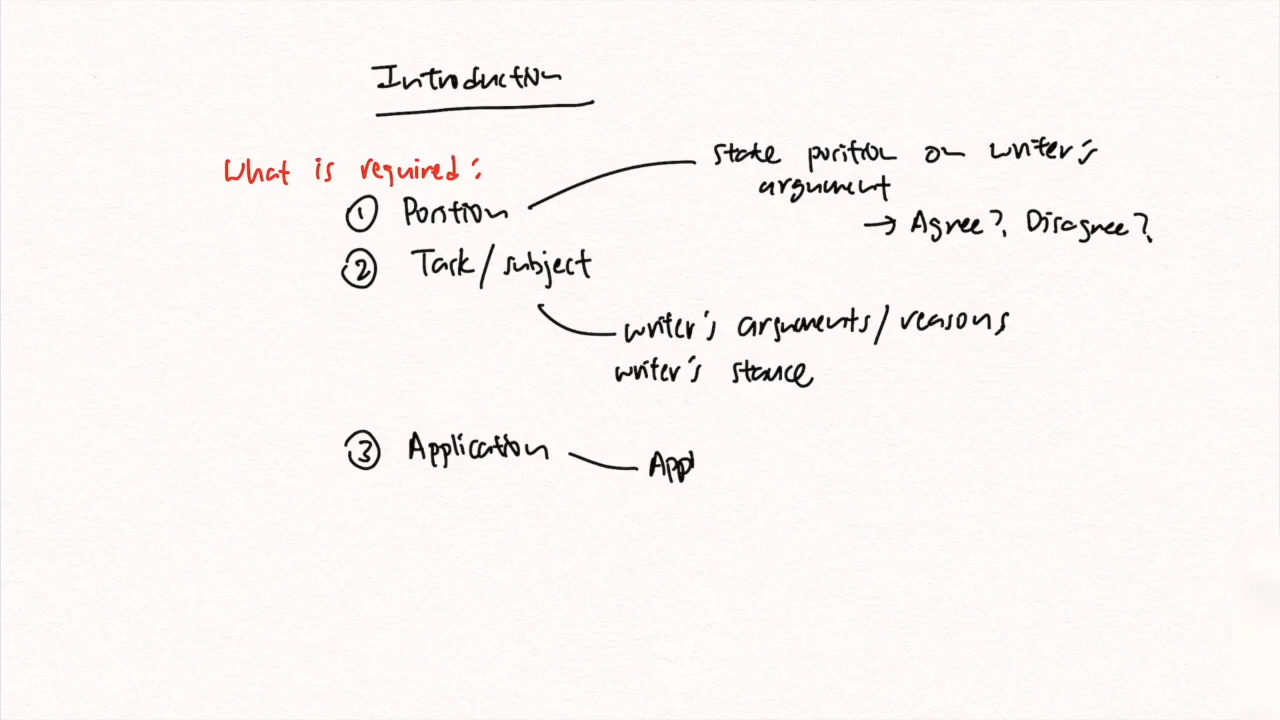 Introduction
What is required:
① Position
state position on writer's
argument
→ Agree? Disagree?
② Task/subject
writer's arguments/reasons
writer's stance
③ Application
App